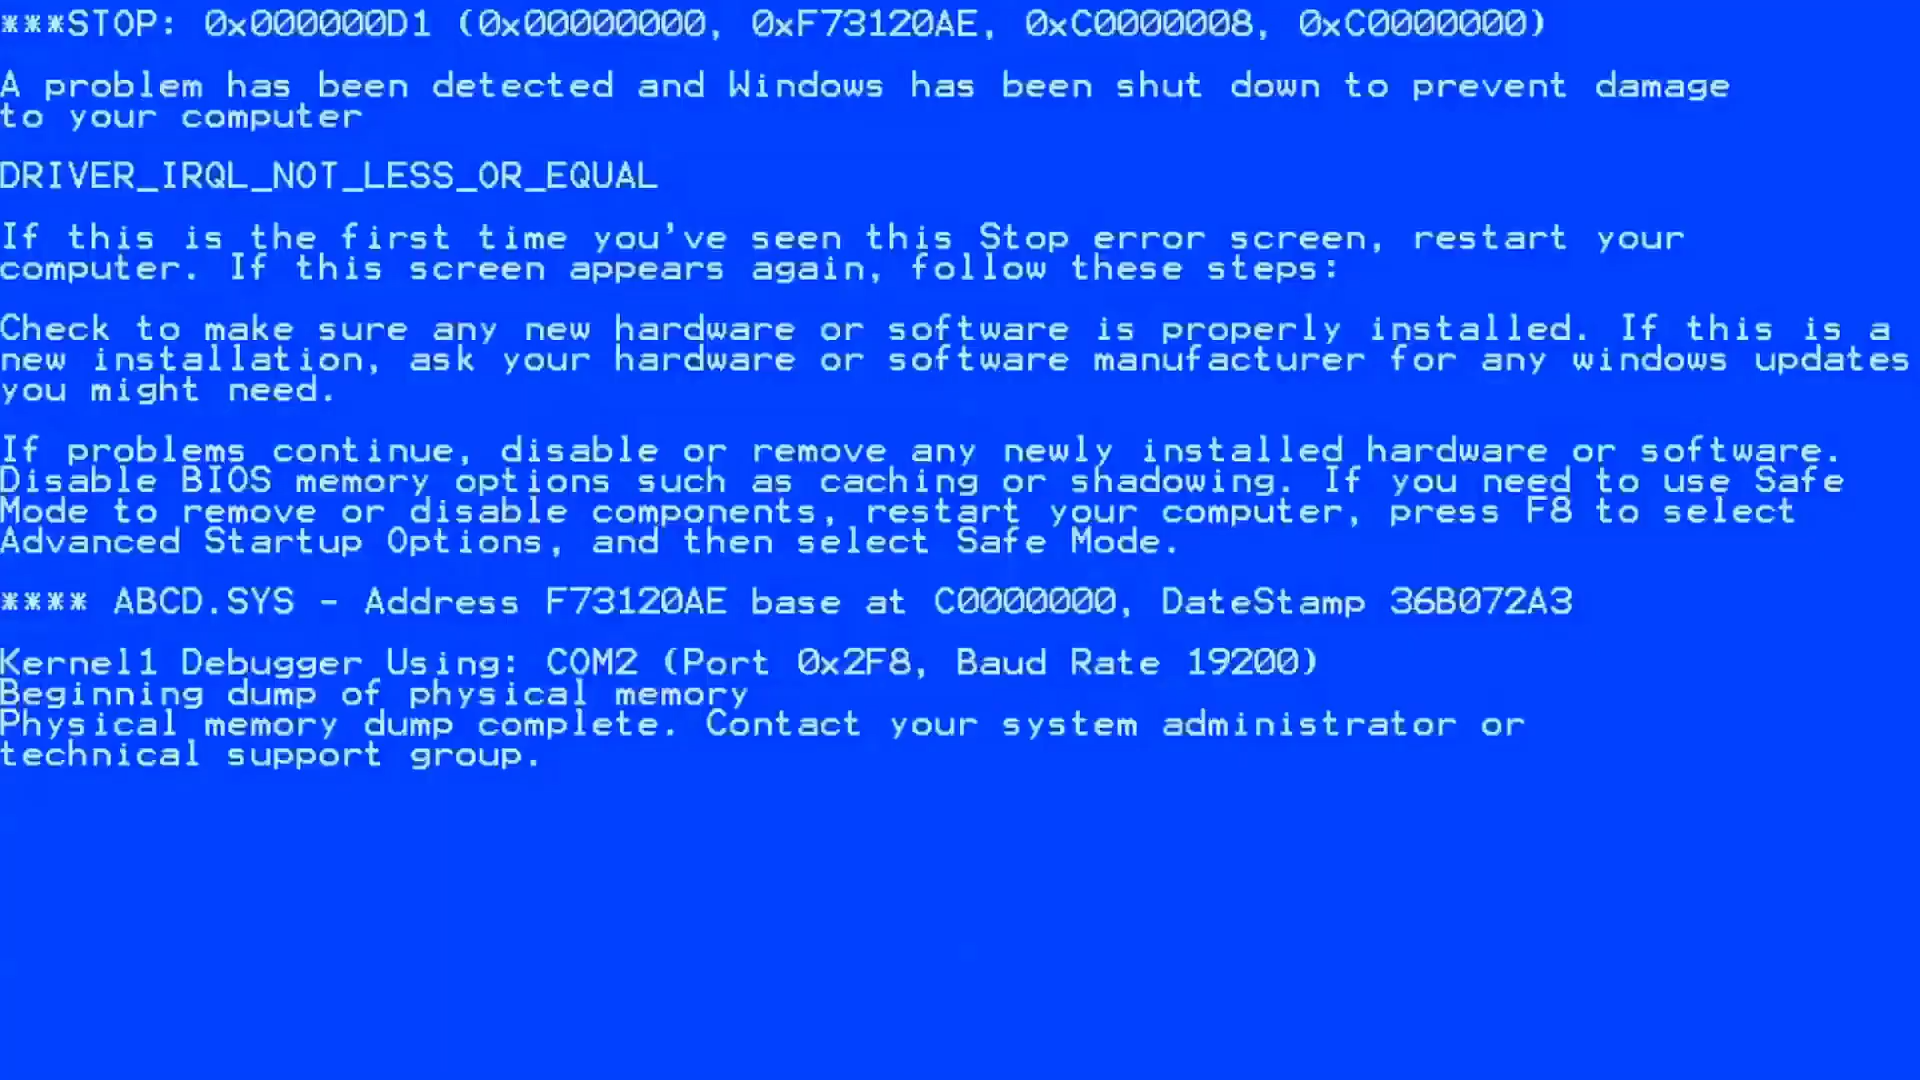 ***STOP: 0x000000D1 (0x00000000, 0xF73120AE, 0xC0000008, 0xC0000000)
A problem has been detected and Windows has been shut down to prevent damage
to your computer
DRIVER_IRQL_NOT_LESS_OR_EQUAL
If this is the first time you've seen this Stop error screen, restart your
computer. If this screen appears again, follow these steps:
Check to make sure any new hardware or software is properly installed. If this is a
new installation, ask your hardware or software manufacturer for any windows updates
you might need.
If problems continue, disable or remove any newly installed hardware or software.
Disable BIOS memory options such as caching or shadowing. If you need to use Safe
Mode to remove or disable components, restart your computer, press F8 to select
Advanced Startup Options, and then select Safe Mode.
**** ABCD.SYS - Address F73120AE base at C0000000, DateStamp 36B072A3
Kernel1 Debugger Using: COM2 (Port 0x2F8, Baud Rate 19200)
Beginning dump of physical memory
Physical memory dump complete. Contact your system administrator or
technical support group.